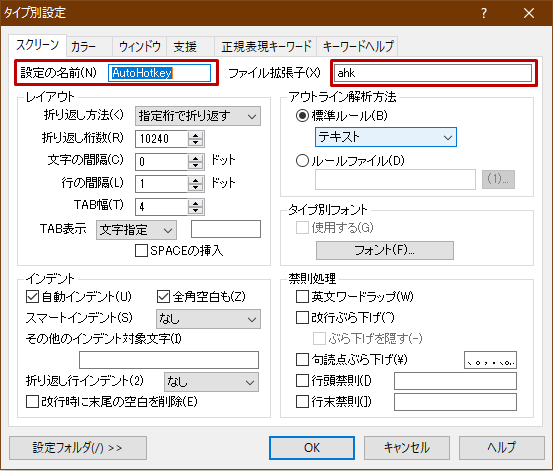 タイプ別設定
スクリーン カラー ウィンドウ 支援 正規表現キーワード キーワードヘルプ
設定の名前(N) AutoHotkey ファイル拡張子(X) ahk
レイアウト
折り返し方法(<) 指定桁で折り返す
折り返し桁数(R) 10240
文字の間隔(C) 0 ドット
行の間隔(L) 1 ドット
TAB幅(T) 4
TAB表示 文字指定
SPACEの挿入
アウトライン解析方法
標準ルール(B)
テキスト
ルールファイル(D)
(1)...
タイプ別フォント
使用する(G)
フォント(F)...
インデント
自動インデント(U) 全角空白も(Z)
スマートインデント(S) なし
その他のインデント対象文字(I)
折り返し行インデント(2) なし
改行時に末尾の空白を削除(E)
禁則処理
英文ワードラップ(W)
改行ぶら下げ(^)
ぶら下げを隠す(-)
句読点ぶら下げ(¥)
行頭禁則([)
行末禁則(])
設定フォルダ(/) >> OK キャンセル ヘルプ